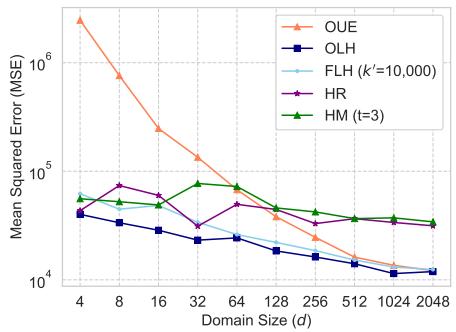 OUE
OLH
FLH (k'=10,000)
HR
HM (t=3)
Mean Squared Error (MSE)
10^6
10^5
10^4
4 8 16 32 64 128 256 512 1024 2048
Domain Size (d)